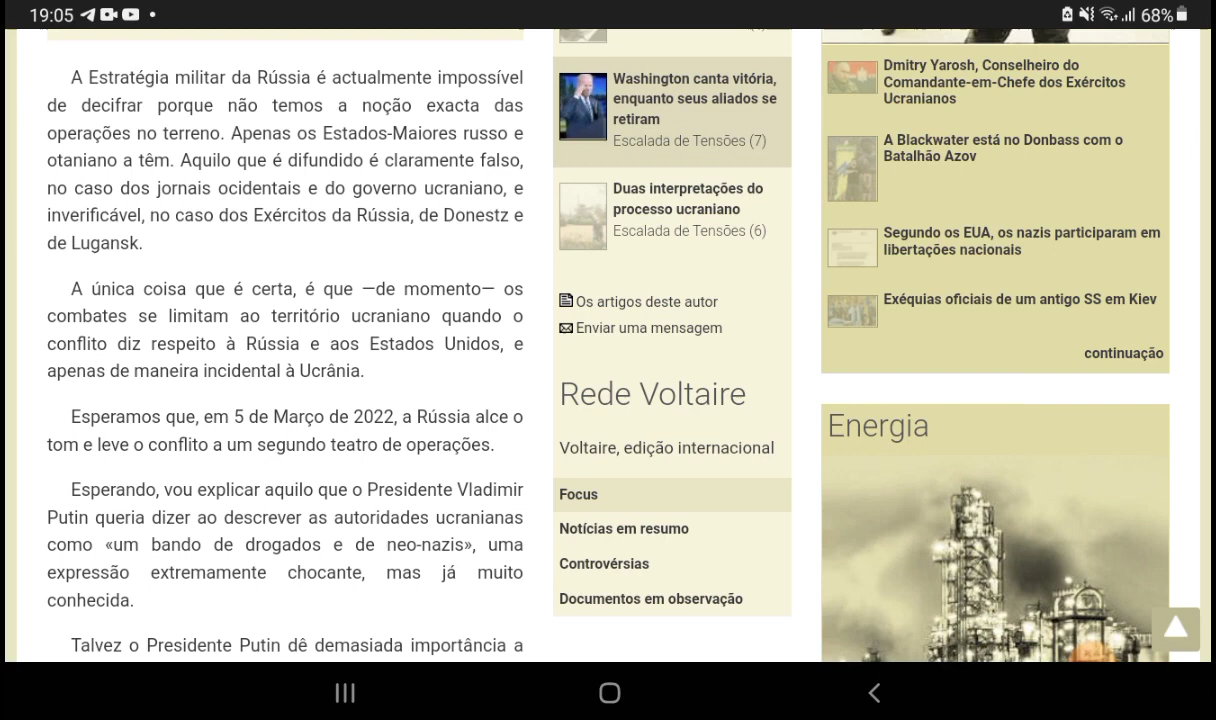 19:05
68%
A Estratégia militar da Rússia é actualmente impossível
de decifrar porque não temos a noção exacta das
operações no terreno. Apenas os Estados-Maiores russo e
otaniano a têm. Aquilo que é difundido é claramente falso,
no caso dos jornais ocidentais e do governo ucraniano, e
inverificável, no caso dos Exércitos da Rússia, de Donestz e
de Lugansk.
A única coisa que é certa, é que —de momento— os
combates se limitam ao território ucraniano quando o
conflito diz respeito à Rússia e aos Estados Unidos, e
apenas de maneira incidental à Ucrânia.
Esperamos que, em 5 de Março de 2022, a Rússia alce o
tom e leve o conflito a um segundo teatro de operações.
Esperando, vou explicar aquilo que o Presidente Vladimir
Putin queria dizer ao descrever as autoridades ucranianas
como «um bando de drogados e de neo-nazis», uma
expressão extremamente chocante, mas já muito
conhecida.
Talvez o Presidente Putin dê demasiada importância a
Washington canta vitória,
enquanto seus aliados se
retiram
Escalada de Tensões (7)
Duas interpretações do
processo ucraniano
Escalada de Tensões (6)
Os artigos deste autor
Enviar uma mensagem
Rede Voltaire
Voltaire, edição internacional
Focus
Notícias em resumo
Controvérsias
Documentos em observação
Dmitry Yarosh, Conselheiro do
Comandante-em-Chefe dos Exércitos
Ucranianos
A Blackwater está no Donbass com o
Batalhão Azov
Segundo os EUA, os nazis participaram em
libertações nacionais
Exéquias oficiais de um antigo SS em Kiev
continuação
Energia